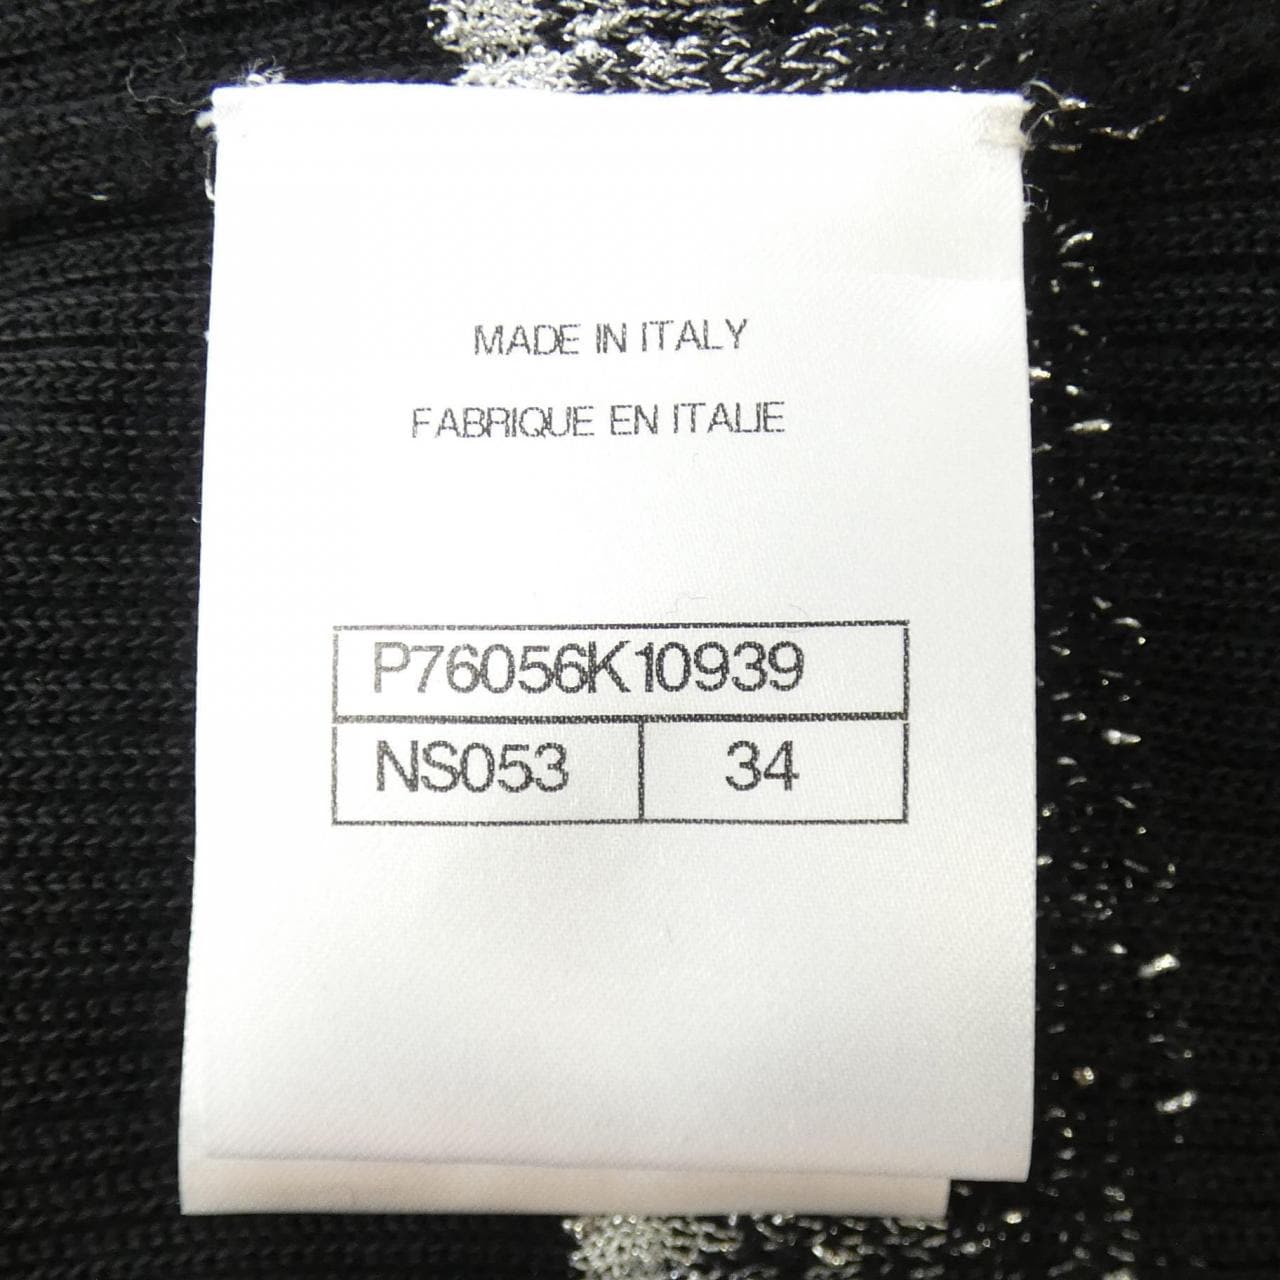 MADE IN ITALY
FABRIQUE EN ITALIE
P76056K10939
NS053 34